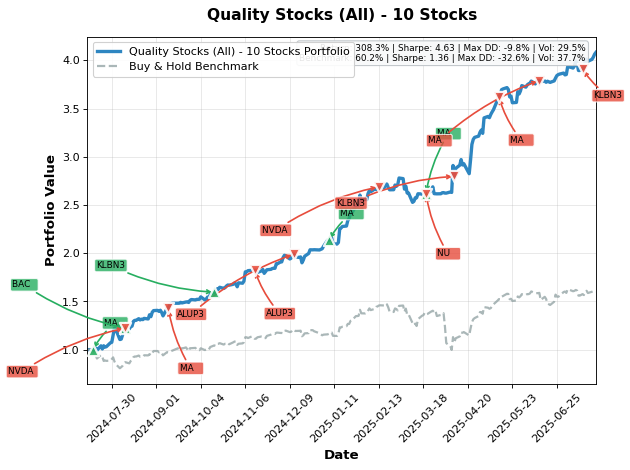 Quality Stocks (All) - 10 Stocks
Quality Stocks (All) - 10 Stocks Portfolio
Buy & Hold Benchmark
308.3% | Sharpe: 4.63 | Max DD: -9.8% | Vol: 29.5%
60.2% | Sharpe: 1.36 | Max DD: -32.6% | Vol: 37.7%
Portfolio Value
4.0
3.5
3.0
2.5
2.0
1.5
1.0
KLBN3
MA
MA
MA
KLBN3
MA
NVDA
NU
KLBN3
BAC
ALUP3
ALUP3
MA
MA
NVDA
2024-07-30
2024-09-01
2024-10-04
2024-11-06
2024-12-09
2025-01-11
2025-02-13
2025-03-18
2025-04-20
2025-05-23
2025-06-25
Date